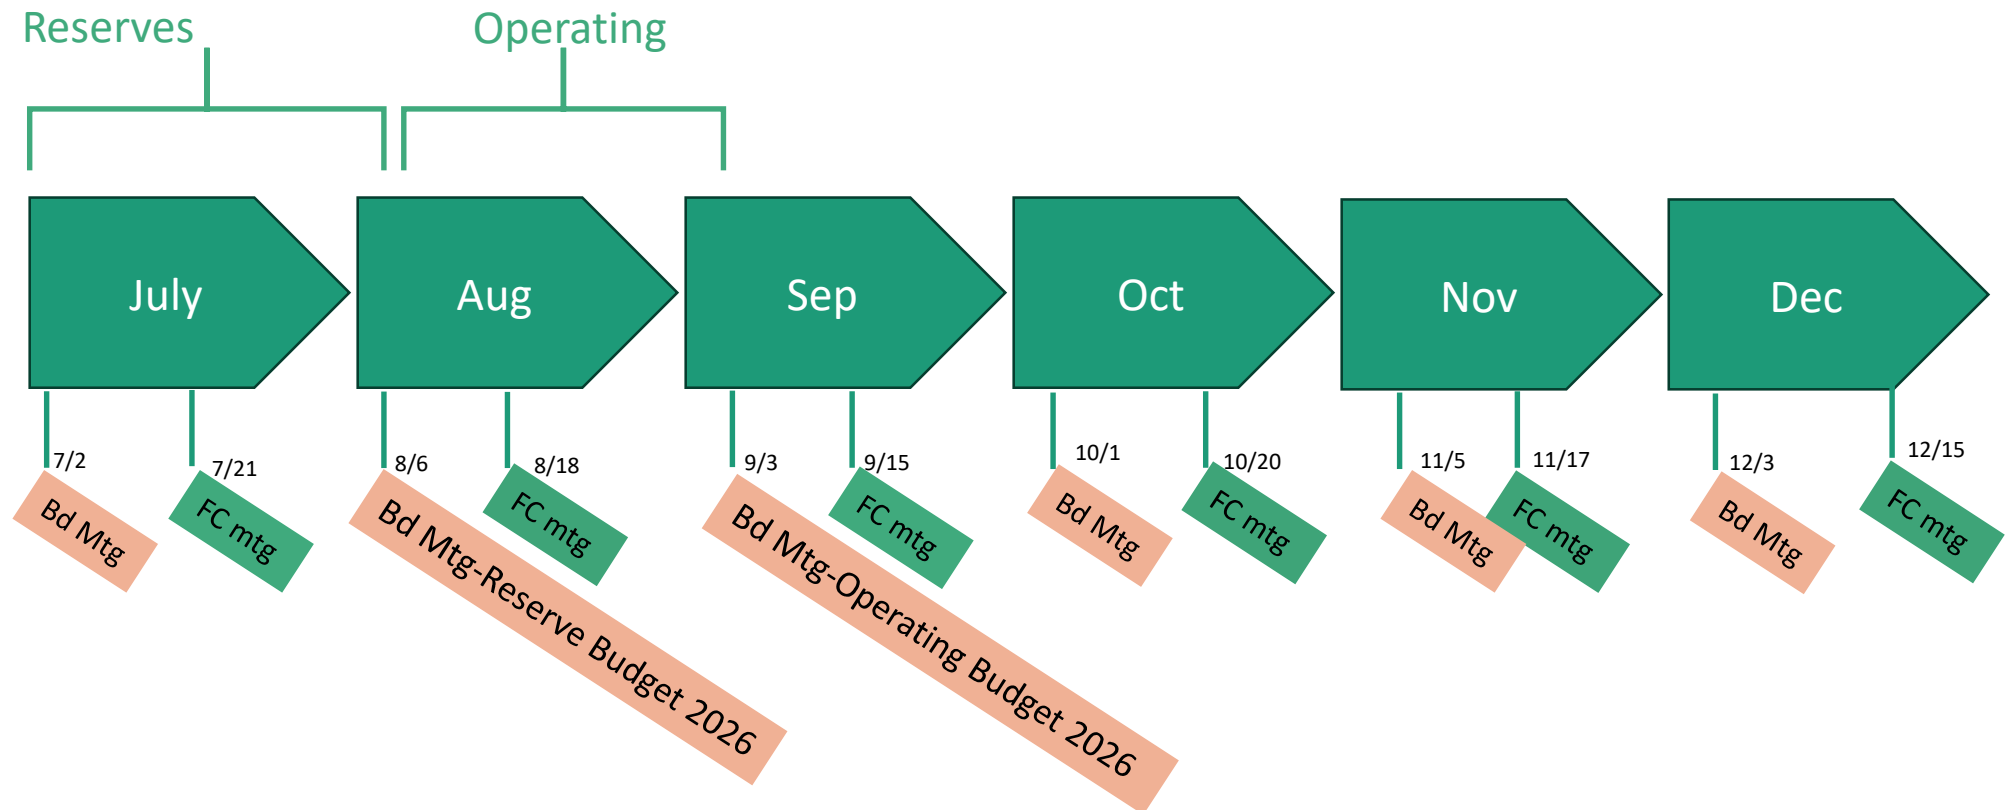 Reserves
Operating
July
Aug
Sep
Oct
Nov
Dec
7/2
Bd Mtg
7/21
FC mtg
8/6
Bd Mtg-Reserve Budget 2026
8/18
FC mtg
9/3
Bd Mtg-Operating Budget 2026
9/15
FC mtg
10/1
Bd Mtg
10/20
FC mtg
11/5
Bd Mtg
11/17
FC mtg
12/3
Bd Mtg
12/15
FC mtg